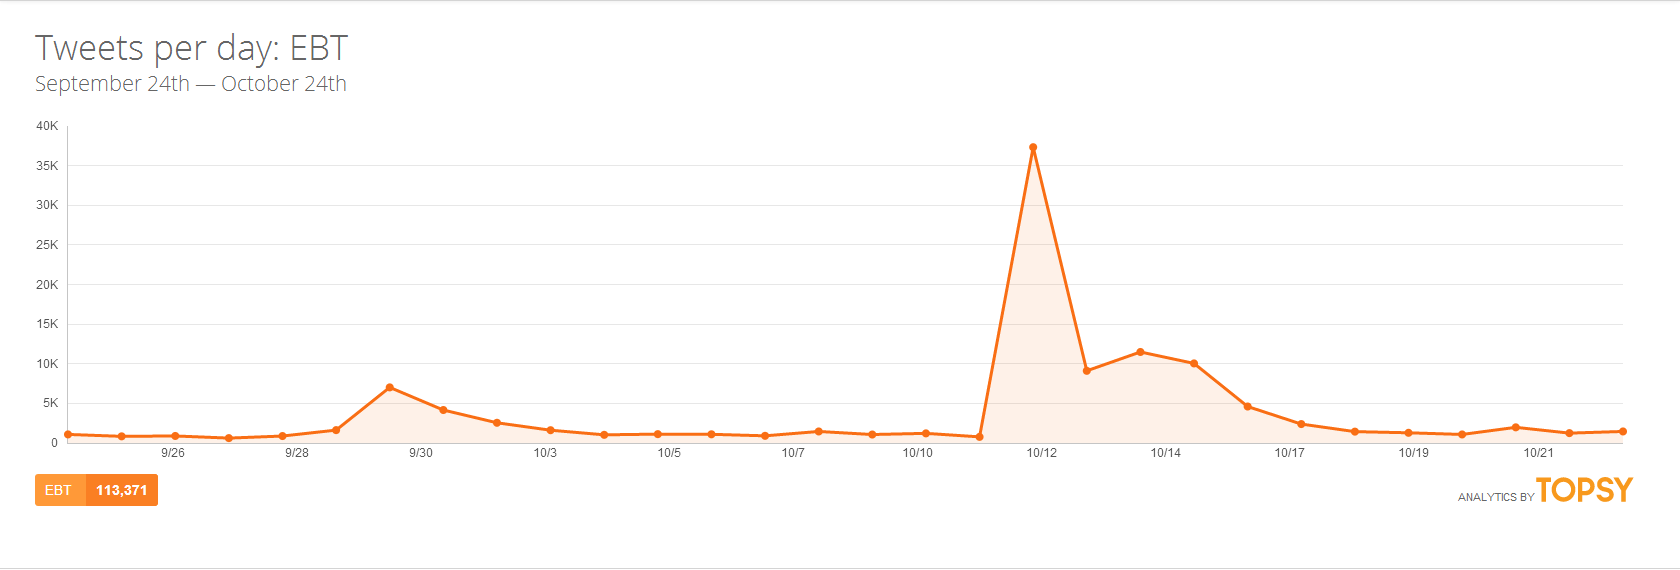 Tweets per day: EBT
September 24th — October 24th
40K
35K
30K
25K
20K
15K
10K
5K
0
9/26 9/28 9/30 10/3 10/5 10/7 10/10 10/12 10/14 10/17 10/19 10/21
EBT 113,371
ANALYTICS BY TOPSY